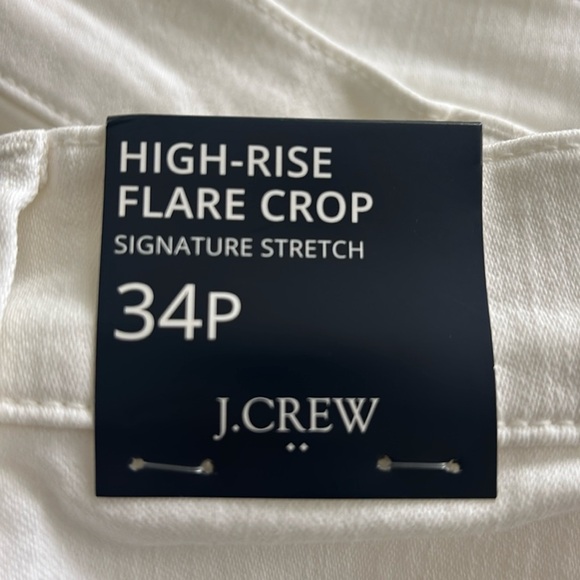 HIGH-RISE
FLARE CROP
SIGNATURE STRETCH
34P
J.CREW